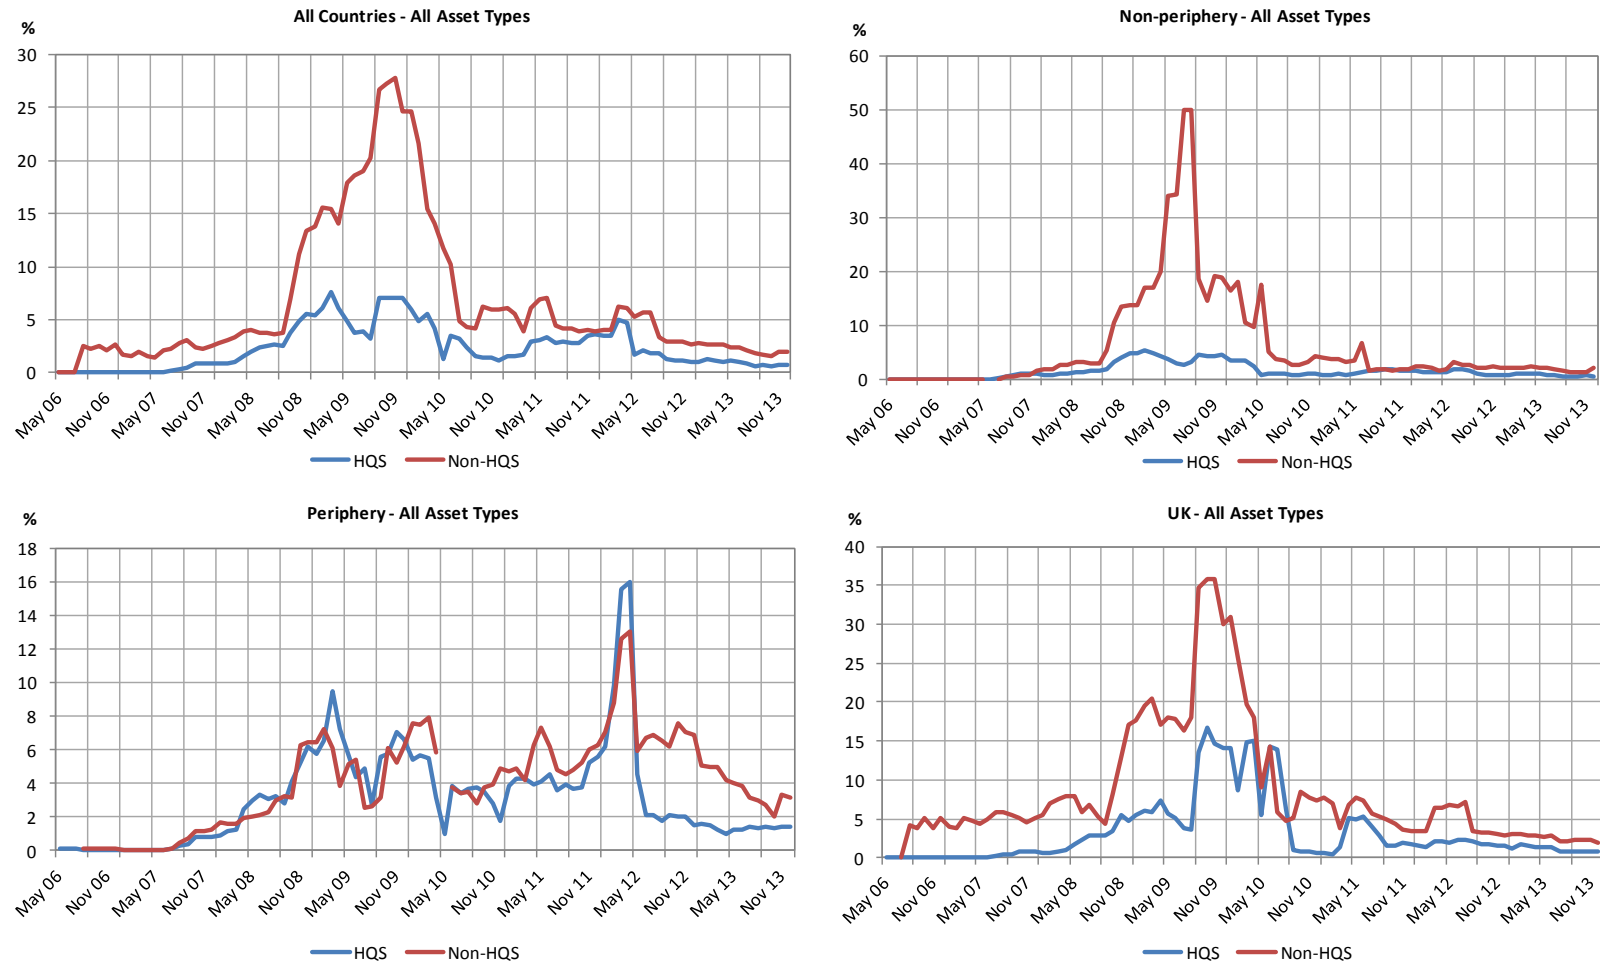 All Countries - All Asset Types
%
30
25
20
15
10
5
0
May 06
Nov 06
May 07
Nov 07
May 08
Nov 08
May 09
Nov 09
May 10
Nov 10
May 11
Nov 11
May 12
Nov 12
May 13
Nov 13
HQS Non-HQS
Non-periphery - All Asset Types
%
60
50
40
30
20
10
0
May 06
Nov 06
May 07
Nov 07
May 08
Nov 08
May 09
Nov 09
May 10
Nov 10
May 11
Nov 11
May 12
Nov 12
May 13
Nov 13
HQS Non-HQS
Periphery - All Asset Types
%
18
16
14
12
10
8
6
4
2
0
May 06
Nov 06
May 07
Nov 07
May 08
Nov 08
May 09
Nov 09
May 10
Nov 10
May 11
Nov 11
May 12
Nov 12
May 13
Nov 13
HQS Non-HQS
UK - All Asset Types
%
40
35
30
25
20
15
10
5
0
May 06
Nov 06
May 07
Nov 07
May 08
Nov 08
May 09
Nov 09
May 10
Nov 10
May 11
Nov 11
May 12
Nov 12
May 13
Nov 13
HQS Non-HQS